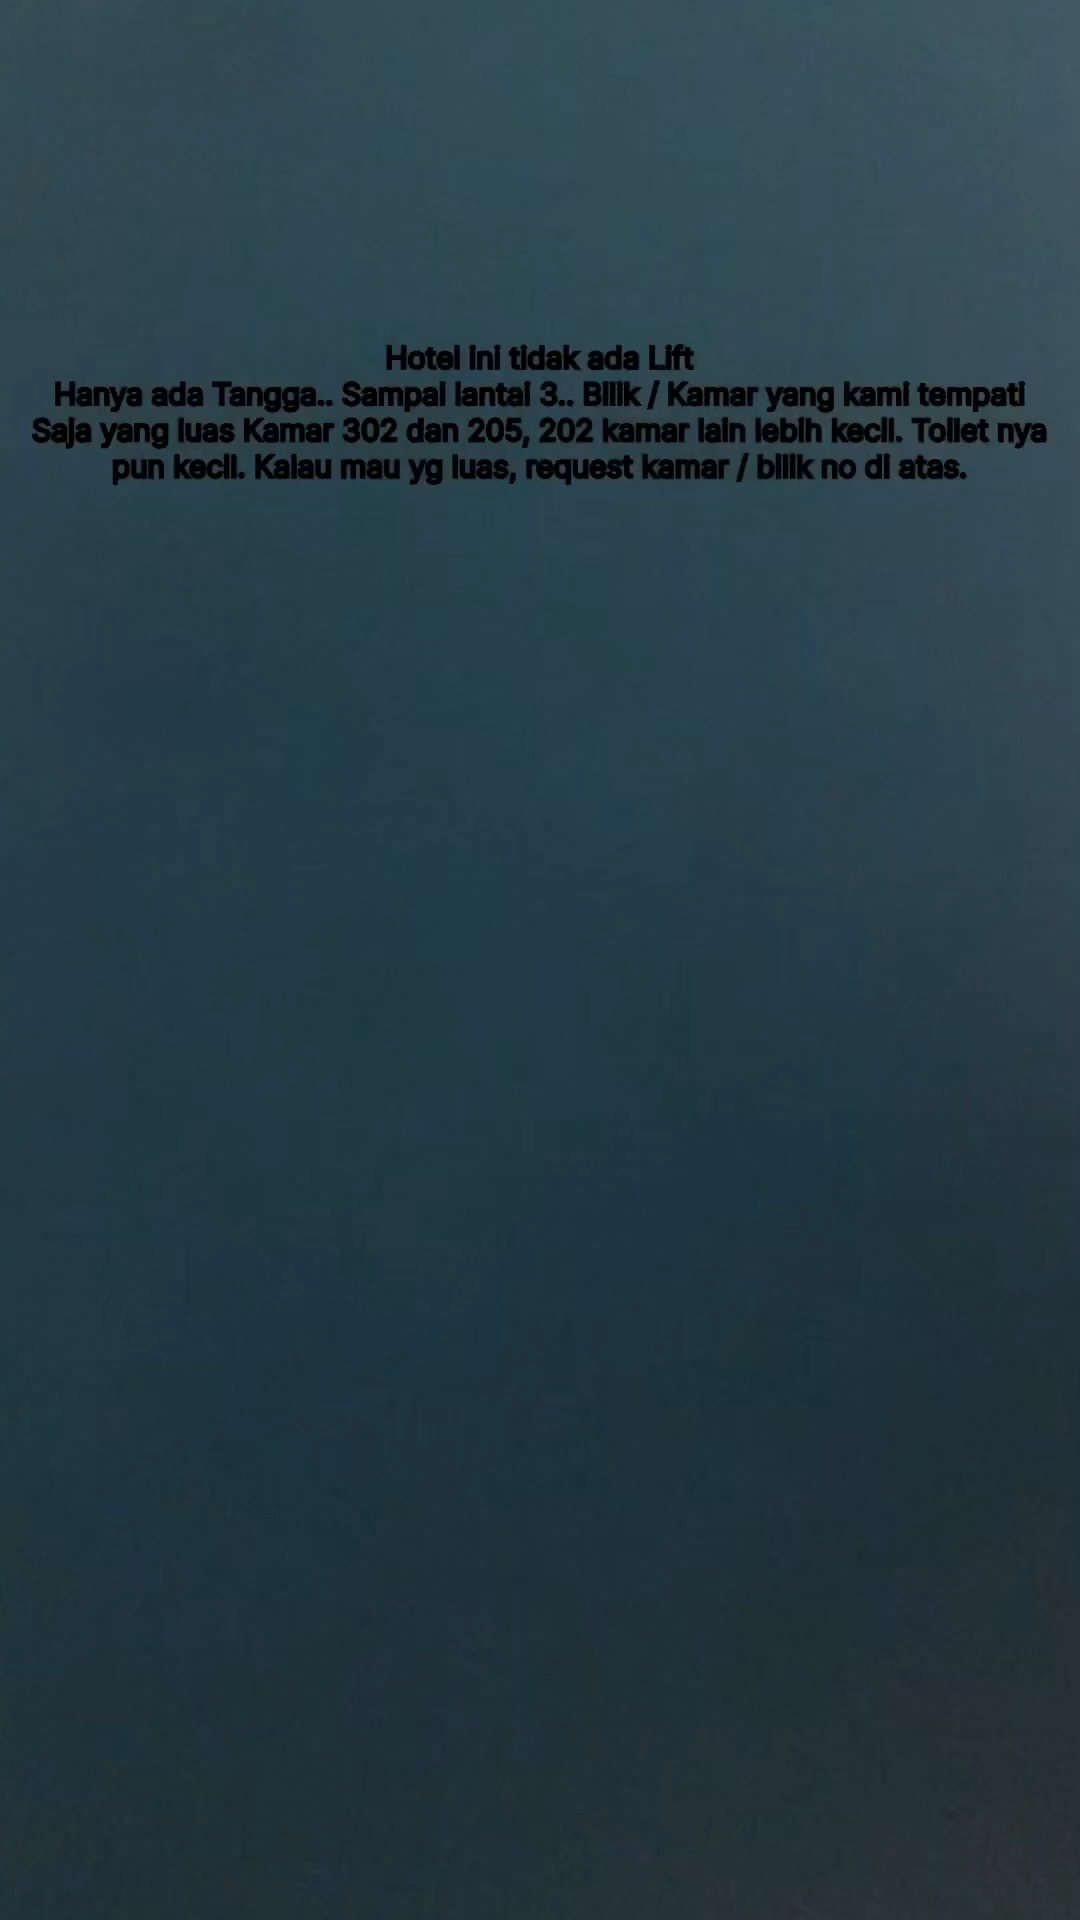 Hotel ini tidak ada Lift
Hanya ada Tangga.. Sampai lantai 3.. Bilik / Kamar yang kami tempati
Saja yang luas Kamar 302 dan 205, 202 kamar lain lebih kecil. Toilet nya
pun kecil. Kalau mau yg luas, request kamar / bilik no di atas.